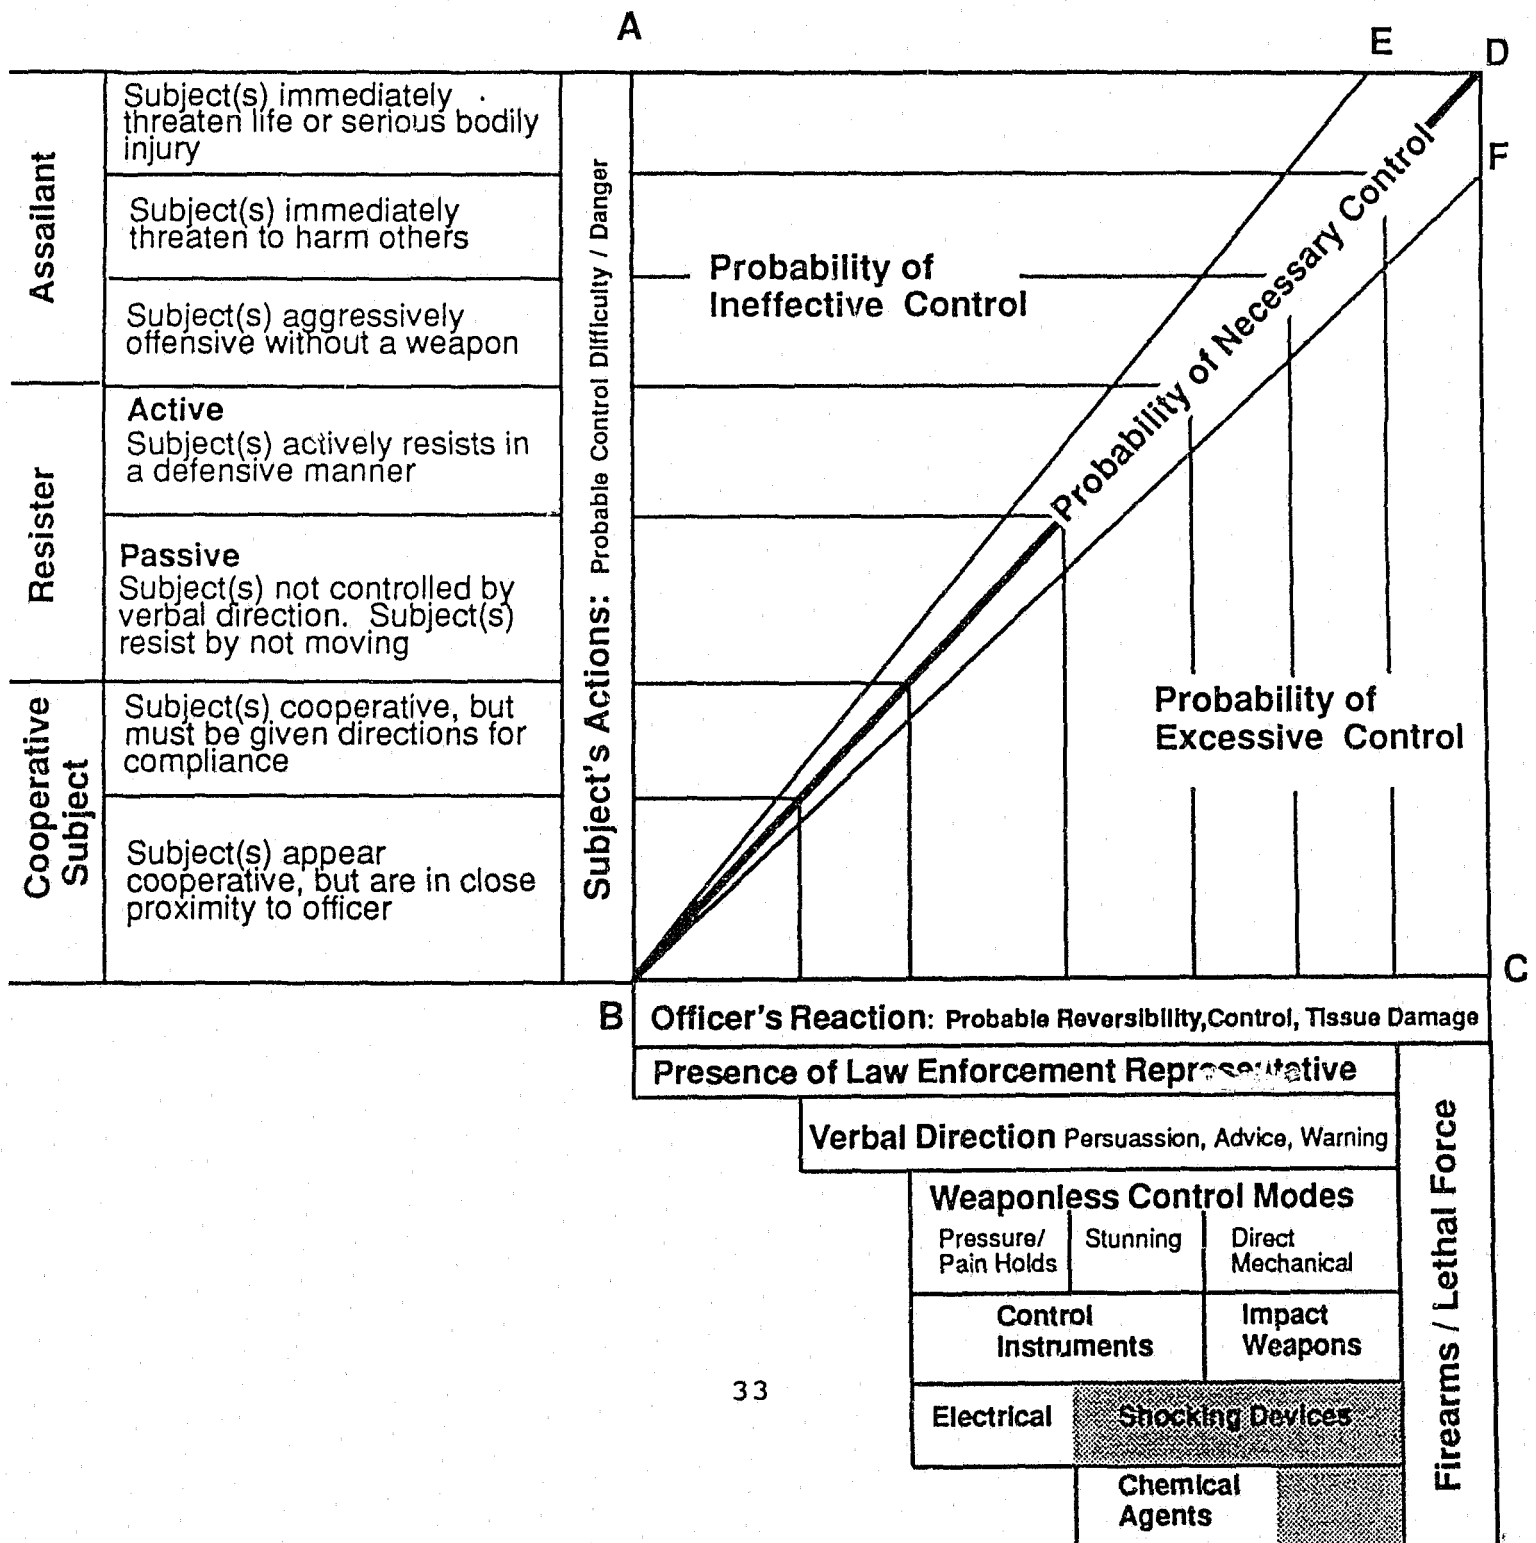 A
E
D
F
Assailant
Subject(s) immediately
threaten life or serious bodily
injury
Subject(s) immediately
threaten to harm others
Subject(s) aggressively
offensive without a weapon
Resister
Active
Subject(s) actively resists in
a defensive manner
Passive
Subject(s) not controlled by
verbal direction. Subject(s)
resist by not moving
Cooperative
Subject
Subject(s) cooperative, but
must be given directions for
compliance
Subject(s) appear
cooperative, but are in close
proximity to officer
Subject's Actions: Probable Control Difficulty / Danger
Probability of
Ineffective Control
Probability of Necessary Control
Probability of
Excessive Control
B
C
Officer's Reaction: Probable Reversibility,Control, Tissue Damage
Presence of Law Enforcement Representative
Verbal Direction Persuassion, Advice, Warning
Weaponless Control Modes
Pressure/
Pain Holds
Stunning
Direct
Mechanical
Control
Instruments
Impact
Weapons
Electrical Shocking Devices
Chemical
Agents
Firearms / Lethal Force
33